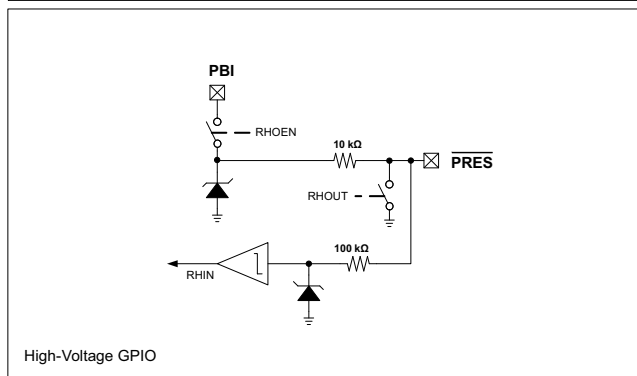 PBI
RHOEN
10 kΩ
PRES
RHOUT
100 kΩ
RHIN
High-Voltage GPIO